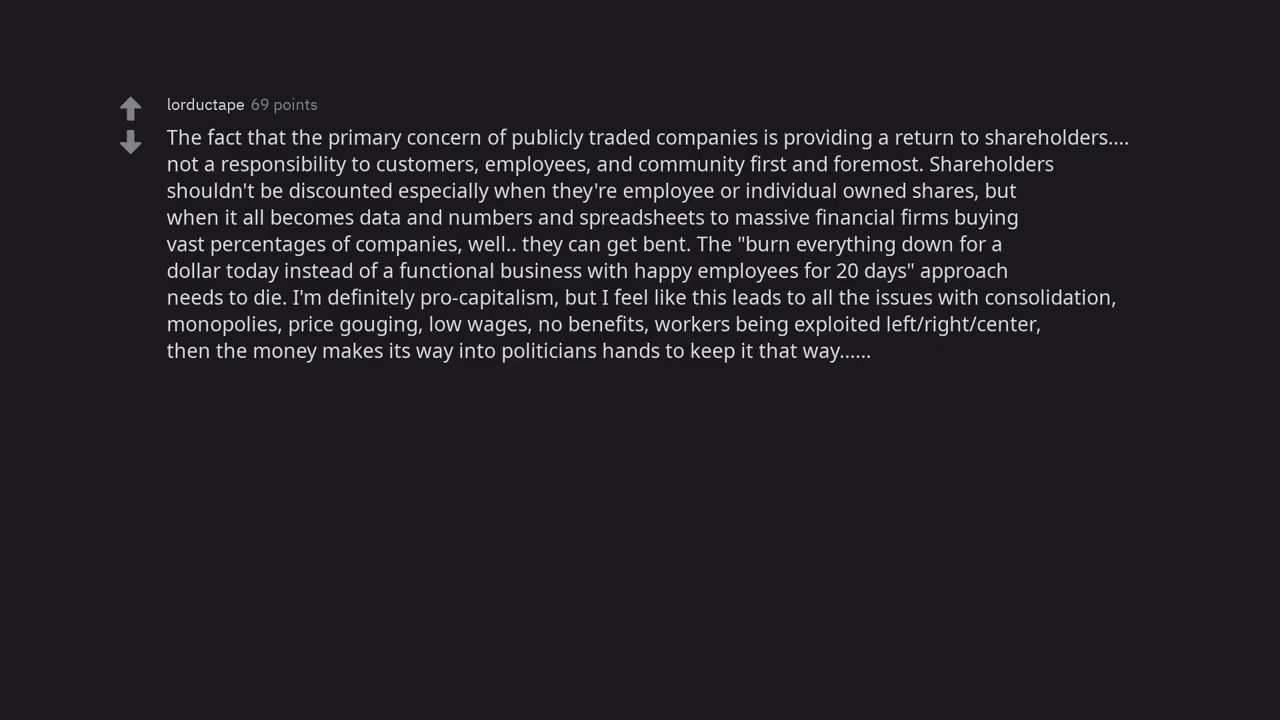 lorductape 69 points
The fact that the primary concern of publicly traded companies is providing a return to shareholders....
not a responsibility to customers, employees, and community first and foremost. Shareholders
shouldn't be discounted especially when they're employee or individual owned shares, but
when it all becomes data and numbers and spreadsheets to massive financial firms buying
vast percentages of companies, well.. they can get bent. The "burn everything down for a
dollar today instead of a functional business with happy employees for 20 days" approach
needs to die. I'm definitely pro-capitalism, but I feel like this leads to all the issues with consolidation,
monopolies, price gouging, low wages, no benefits, workers being exploited left/right/center,
then the money makes its way into politicians hands to keep it that way......